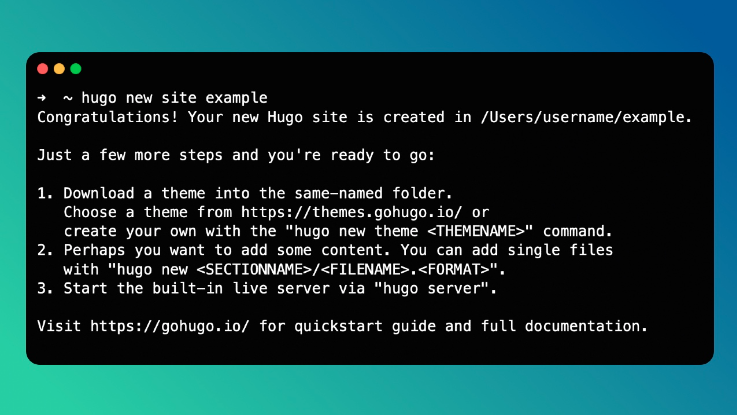 ➜  ~ hugo new site example
Congratulations! Your new Hugo site is created in /Users/username/example.
Just a few more steps and you're ready to go:
1. Download a theme into the same-named folder.
   Choose a theme from https://themes.gohugo.io/ or
   create your own with the "hugo new theme <THEMENAME>" command.
2. Perhaps you want to add some content. You can add single files
   with "hugo new <SECTIONNAME>/<FILENAME>.<FORMAT>".
3. Start the built-in live server via "hugo server".
Visit https://gohugo.io/ for quickstart guide and full documentation.